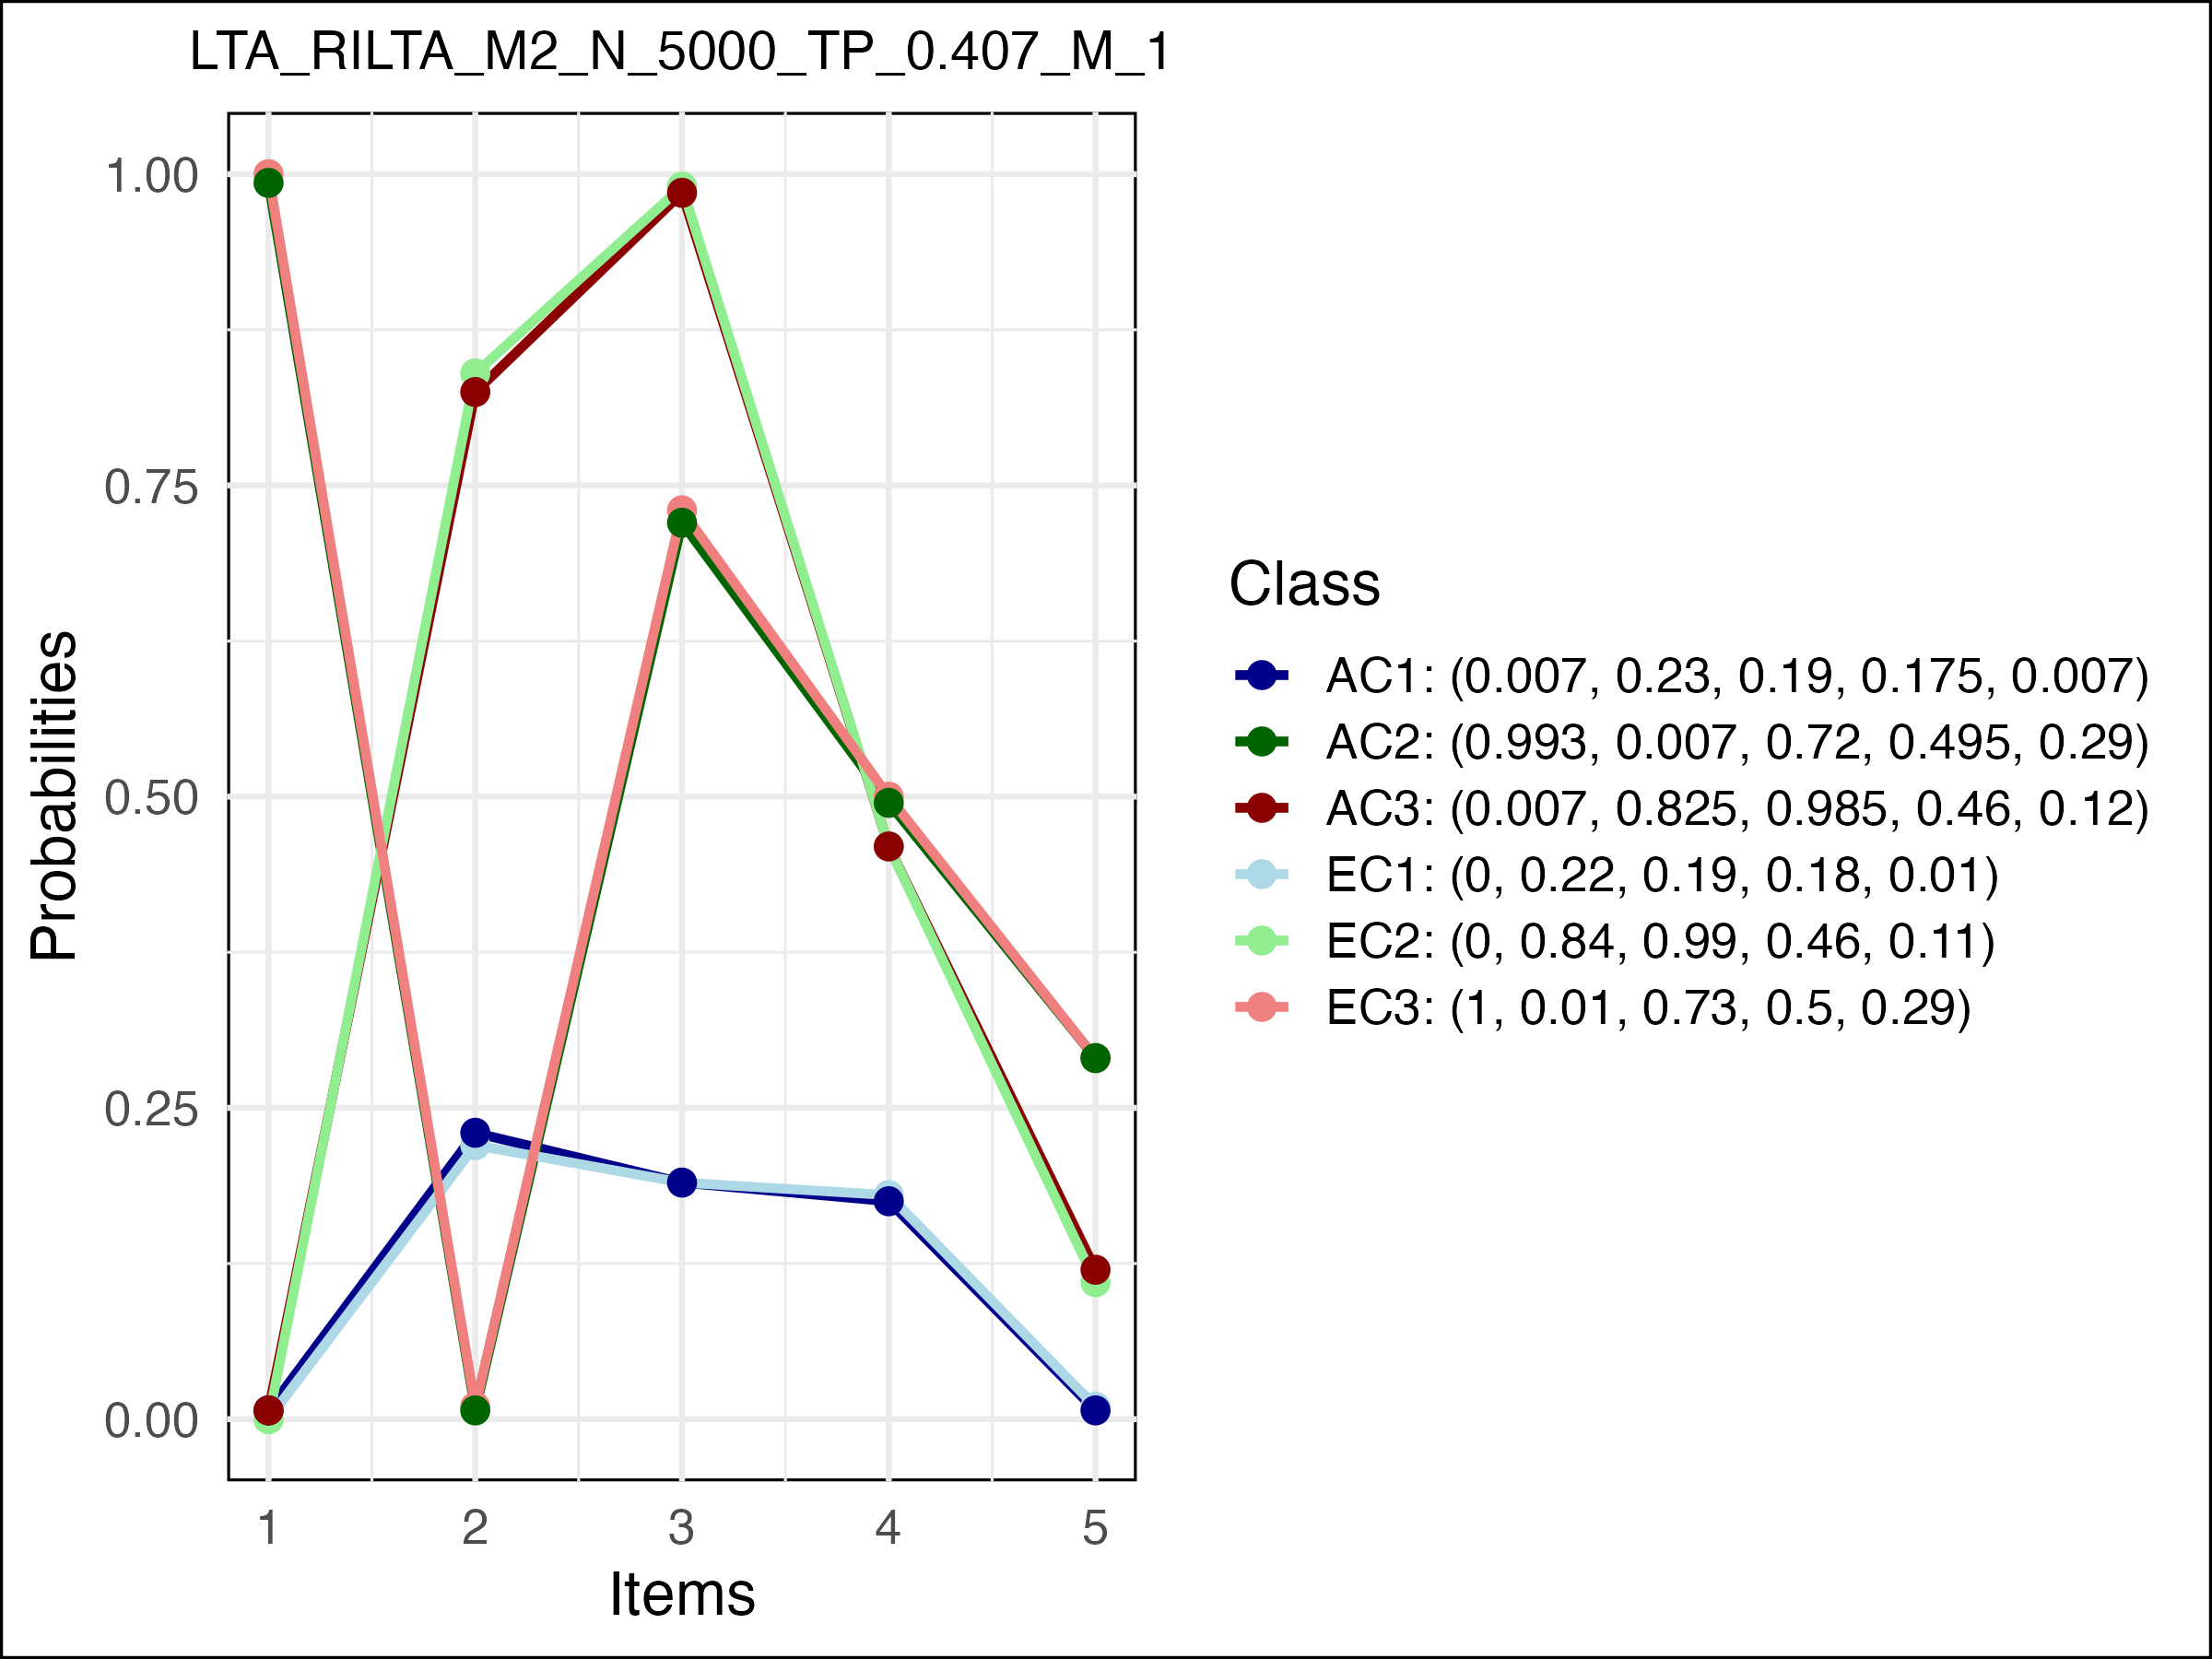 LTA_RILTA_M2_N_5000_TP_0.407_M_1
Probabilities
1.00
0.75
0.50
0.25
0.00
1 2 3 4 5
Items
Class
AC1: (0.007, 0.23, 0.19, 0.175, 0.007)
AC2: (0.993, 0.007, 0.72, 0.495, 0.29)
AC3: (0.007, 0.825, 0.985, 0.46, 0.12)
EC1: (0, 0.22, 0.19, 0.18, 0.01)
EC2: (0, 0.84, 0.99, 0.46, 0.11)
EC3: (1, 0.01, 0.73, 0.5, 0.29)